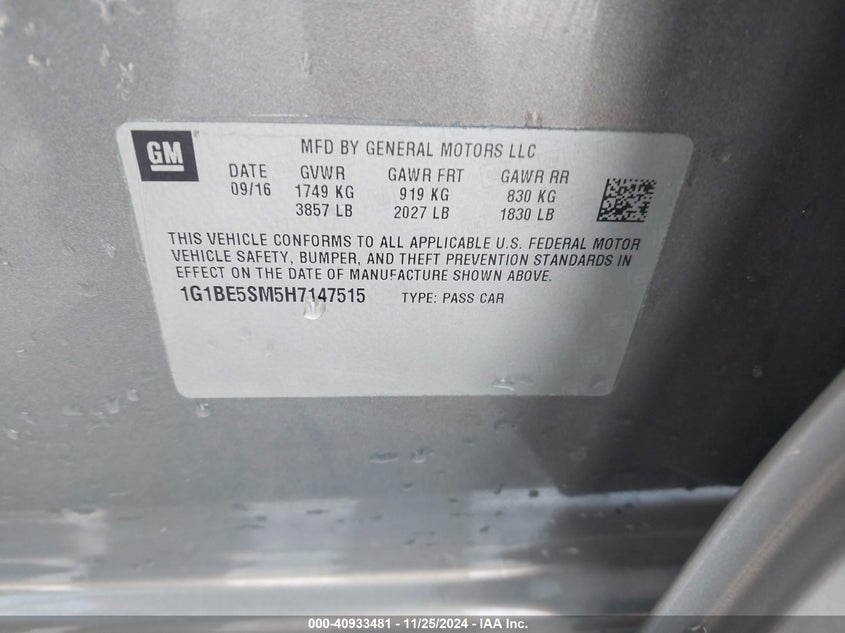 GM
MFD BY GENERAL MOTORS LLC
DATE GVWR GAWR FRT GAWR RR
09/16 1749 KG 919 KG 830 KG
3857 LB 2027 LB 1830 LB
THIS VEHICLE CONFORMS TO ALL APPLICABLE U.S. FEDERAL MOTOR
VEHICLE SAFETY, BUMPER, AND THEFT PREVENTION STANDARDS IN
EFFECT ON THE DATE OF MANUFACTURE SHOWN ABOVE.
1G1BE5SM5H7147515 TYPE: PASS CAR
000-40933481 - 11/25/2024 - IAA Inc.